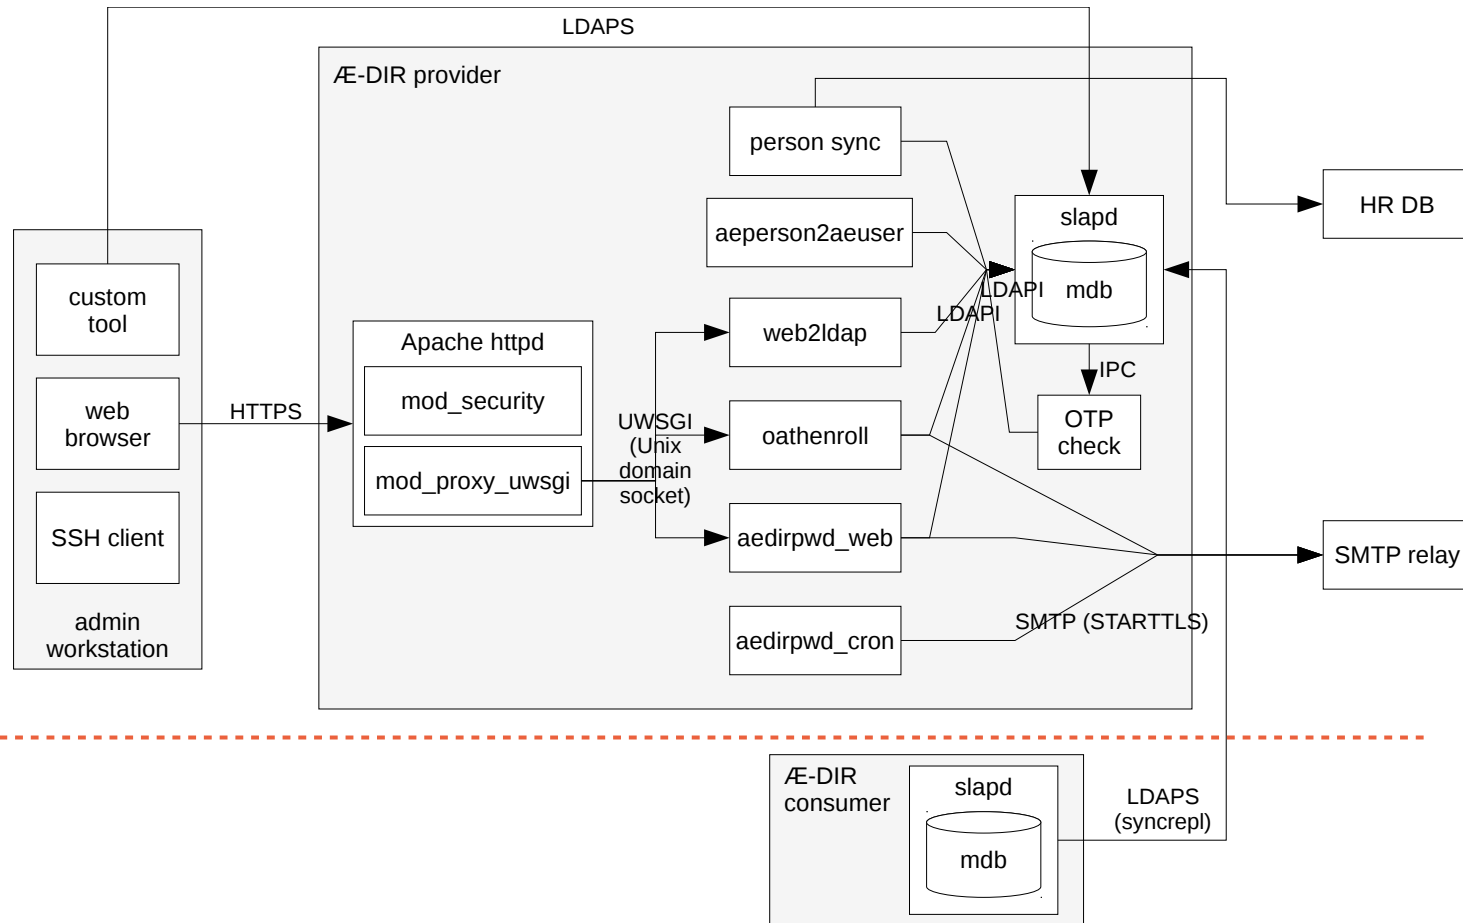 LDAPS
Æ-DIR provider
person sync
aeperson2aeuser
slapd
mdb
HR DB
custom
tool
web
browser
SSH client
admin
workstation
HTTPS
Apache httpd
mod_security
mod_proxy_uwsgi
UWSGI
(Unix
domain
socket)
web2ldap
LDAPI
LDAPI
oathenroll
IPC
OTP
check
aedirpwd_web
aedirpwd_cron
SMTP (STARTTLS)
SMTP relay
Æ-DIR
consumer
slapd
mdb
LDAPS
(syncrepl)